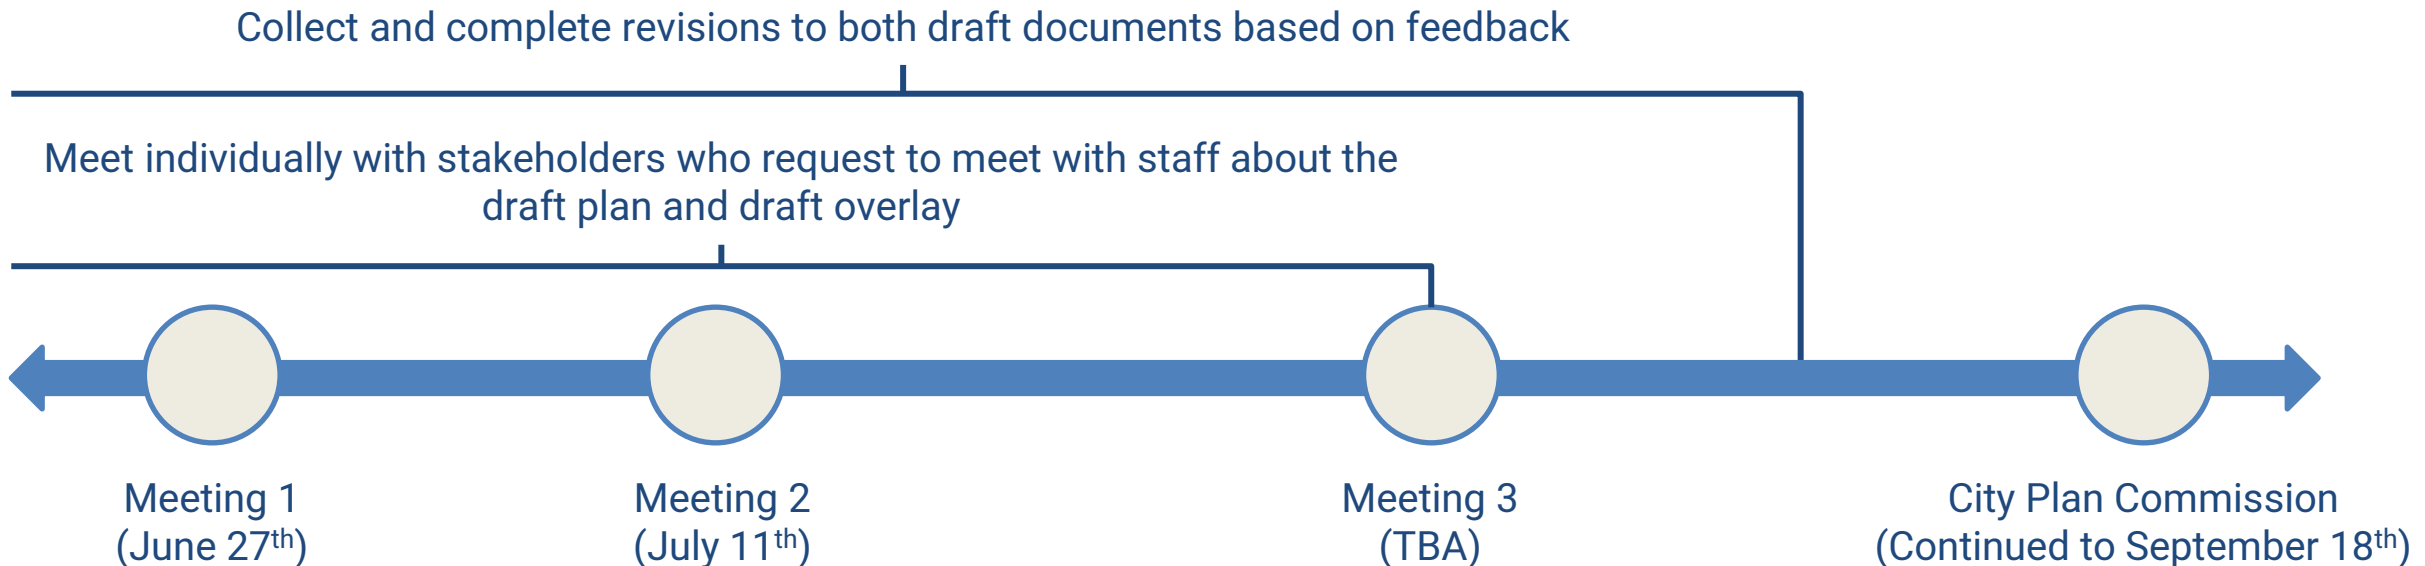 Collect and complete revisions to both draft documents based on feedback
Meet individually with stakeholders who request to meet with staff about the
draft plan and draft overlay
Meeting 1
(June 27th)
Meeting 2
(July 11th)
Meeting 3
(TBA)
City Plan Commission
(Continued to September 18th)